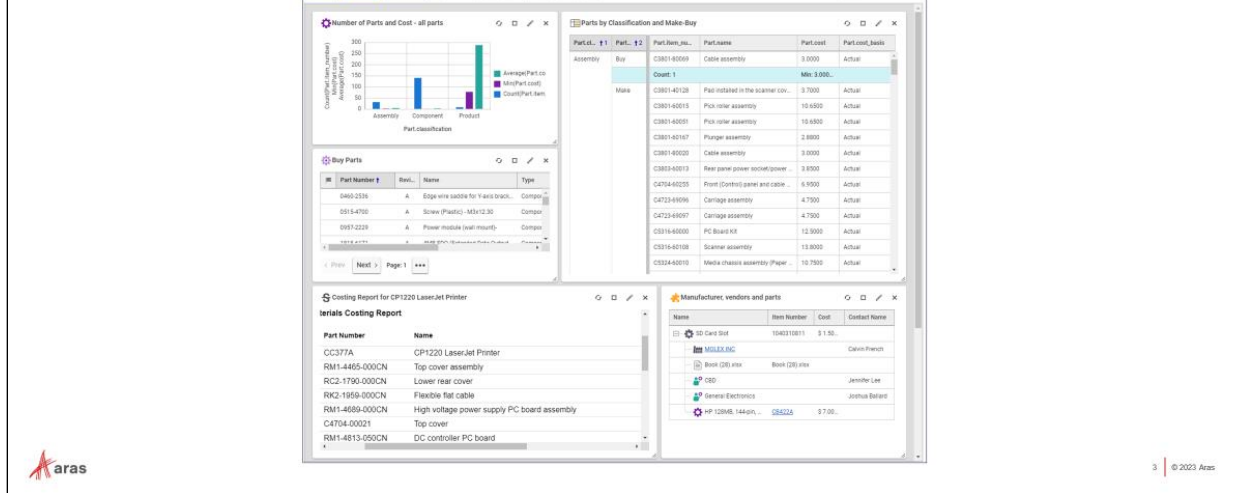 Number of Parts and Cost - all parts
Count(Part.item_number)
Min(Part.cost)
Average(Part.cost)
300
250
200
150
100
50
0
Assembly Component Product
Part.classification
Average(Part.co
Min(Part.cost)
Count(Part.item
Buy Parts
Part Number Revi... Name Type
0460-2536 A Edge wire saddle for Y-axis brack... Compo
0515-4700 A Screw (Plastic) - M3x12.30 Compo
0957-2229 A Power module (wall mount)- Compo
< Prev Next > Page: 1 •••
Parts by Classification and Make-Buy
Part.cl... 1 Part... 2 Part.item_nu... Part.name Part.cost Part.cost_basis
Assembly Buy C3801-80069 Cable assembly 3.0000 Actual
Count: 1 Min: 3.000...
Make C3801-40128 Pad installed in the scanner cov... 3.7000 Actual
C3801-60015 Pick roller assembly 10.6500 Actual
C3801-60051 Pick roller assembly 10.6500 Actual
C3801-60167 Plunger assembly 2.8800 Actual
C3801-80020 Cable assembly 3.0000 Actual
C3803-60013 Rear panel power socket/power ... 3.8500 Actual
C4704-60255 Front (Control) panel and cable ... 6.9500 Actual
C4723-69096 Carriage assembly 4.7500 Actual
C4723-69097 Carriage assembly 4.7500 Actual
C5316-60000 PC Board Kit 12.5000 Actual
C5316-60108 Scanner assembly 13.8000 Actual
C5324-60010 Media chassis assembly (Paper ... 10.7500 Actual
Costing Report for CP1220 LaserJet Printer
terials Costing Report
Part Number Name
CC377A CP1220 LaserJet Printer
RM1-4465-000CN Top cover assembly
RC2-1790-000CN Lower rear cover
RK2-1959-000CN Flexible flat cable
RM1-4689-000CN High voltage power supply PC board assembly
C4704-00021 Top cover
RM1-4813-050CN DC controller PC board
Manufacturer, vendors and parts
Name Item Number Cost Contact Name
SD Card Slot 1040310811 $ 1.50...
MOLEX INC Calvin French
Book (28).xlsx Book (28).xlsx
CBD Jennifer Lee
General Electronics Joshua Ballard
HP 128MB, 144-pin, ... CB422A $ 7.00...
aras
3 © 2023 Aras